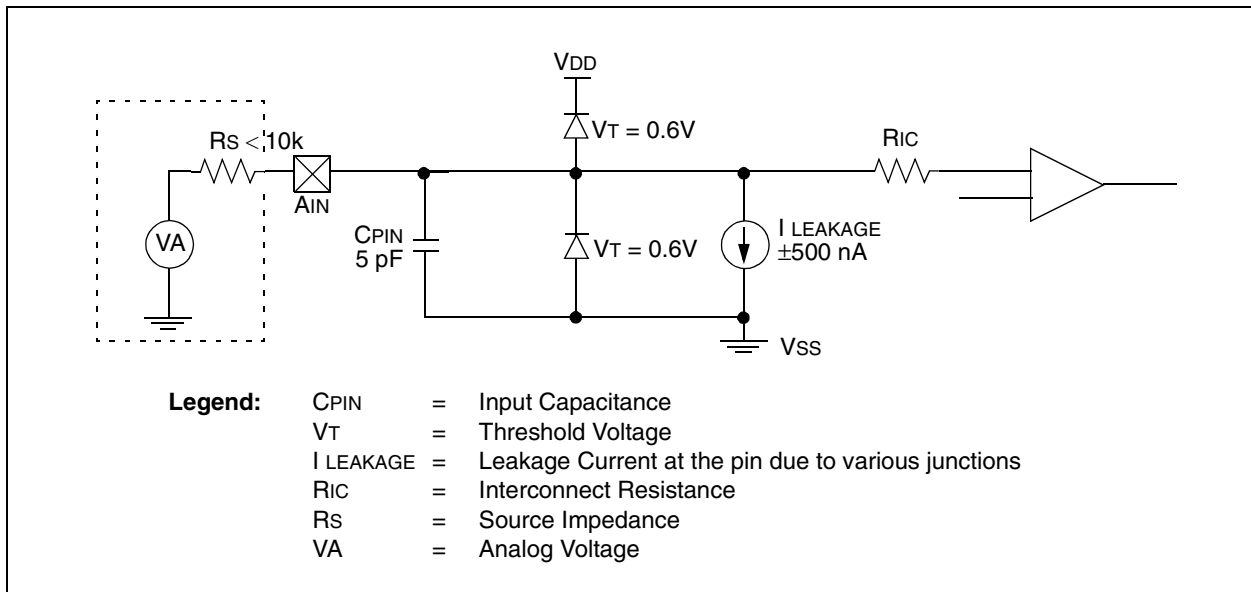 VDD
VT = 0.6V
RS < 10k
RIC
AIN
VA
CPIN
5 pF
VT = 0.6V
I LEAKAGE
±500 nA
VSS
Legend:
CPIN = Input Capacitance
VT = Threshold Voltage
I LEAKAGE = Leakage Current at the pin due to various junctions
RIC = Interconnect Resistance
RS = Source Impedance
VA = Analog Voltage